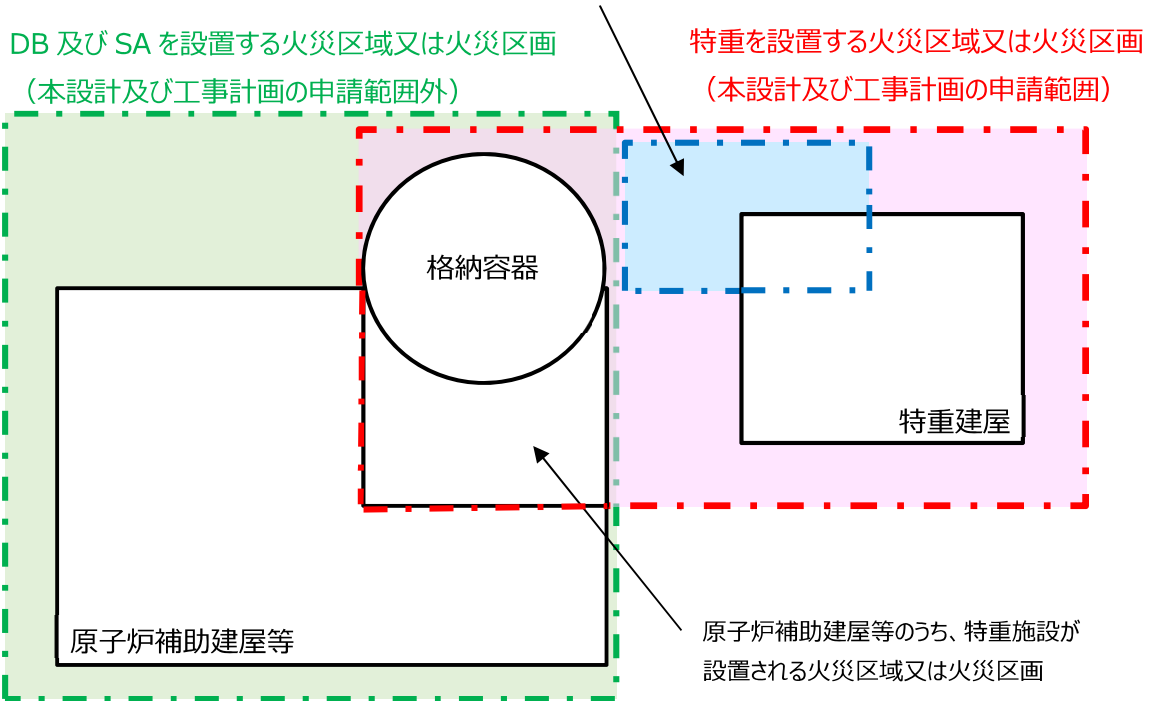 DB 及び SA を設置する火災区域又は火災区画
（本設計及び工事計画の申請範囲外）
特重を設置する火災区域又は火災区画
（本設計及び工事計画の申請範囲）
格納容器
特重建屋
原子炉補助建屋等
原子炉補助建屋等のうち、特重施設が
設置される火災区域又は火災区画